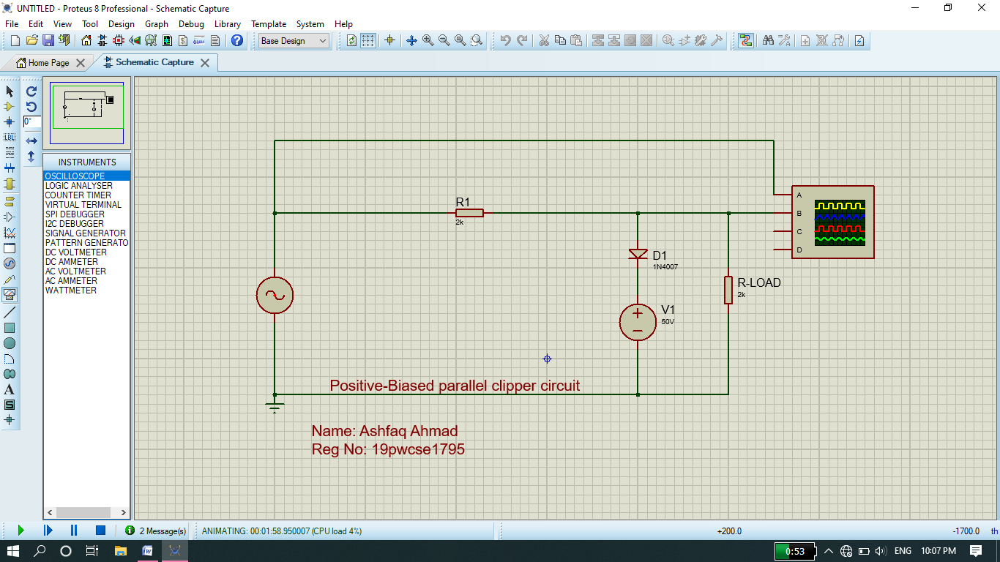 UNTITLED - Proteus 8 Professional - Schematic Capture
File Edit View Tool Design Graph Debug Library Template System Help
Base Design
Home Page
Schematic Capture
LBL
0°
INSTRUMENTS
OSCILLOSCOPE
LOGIC ANALYSER
COUNTER TIMER
VIRTUAL TERMINAL
SPI DEBUGGER
I2C DEBUGGER
SIGNAL GENERATOR
PATTERN GENERATO
DC VOLTMETER
DC AMMETER
AC VOLTMETER
AC AMMETER
WATTMETER
A
S
R1
2k
A
B
C
D
D1
1N4007
R-LOAD
2k
V1
50V
Positive-Biased parallel clipper circuit
Name: Ashfaq Ahmad
Reg No: 19pwcse1795
2 Message(s)
ANIMATING: 00:01:58.950007 (CPU load 4%)
+200.0
-1700.0
th
0:53
ENG
10:07 PM